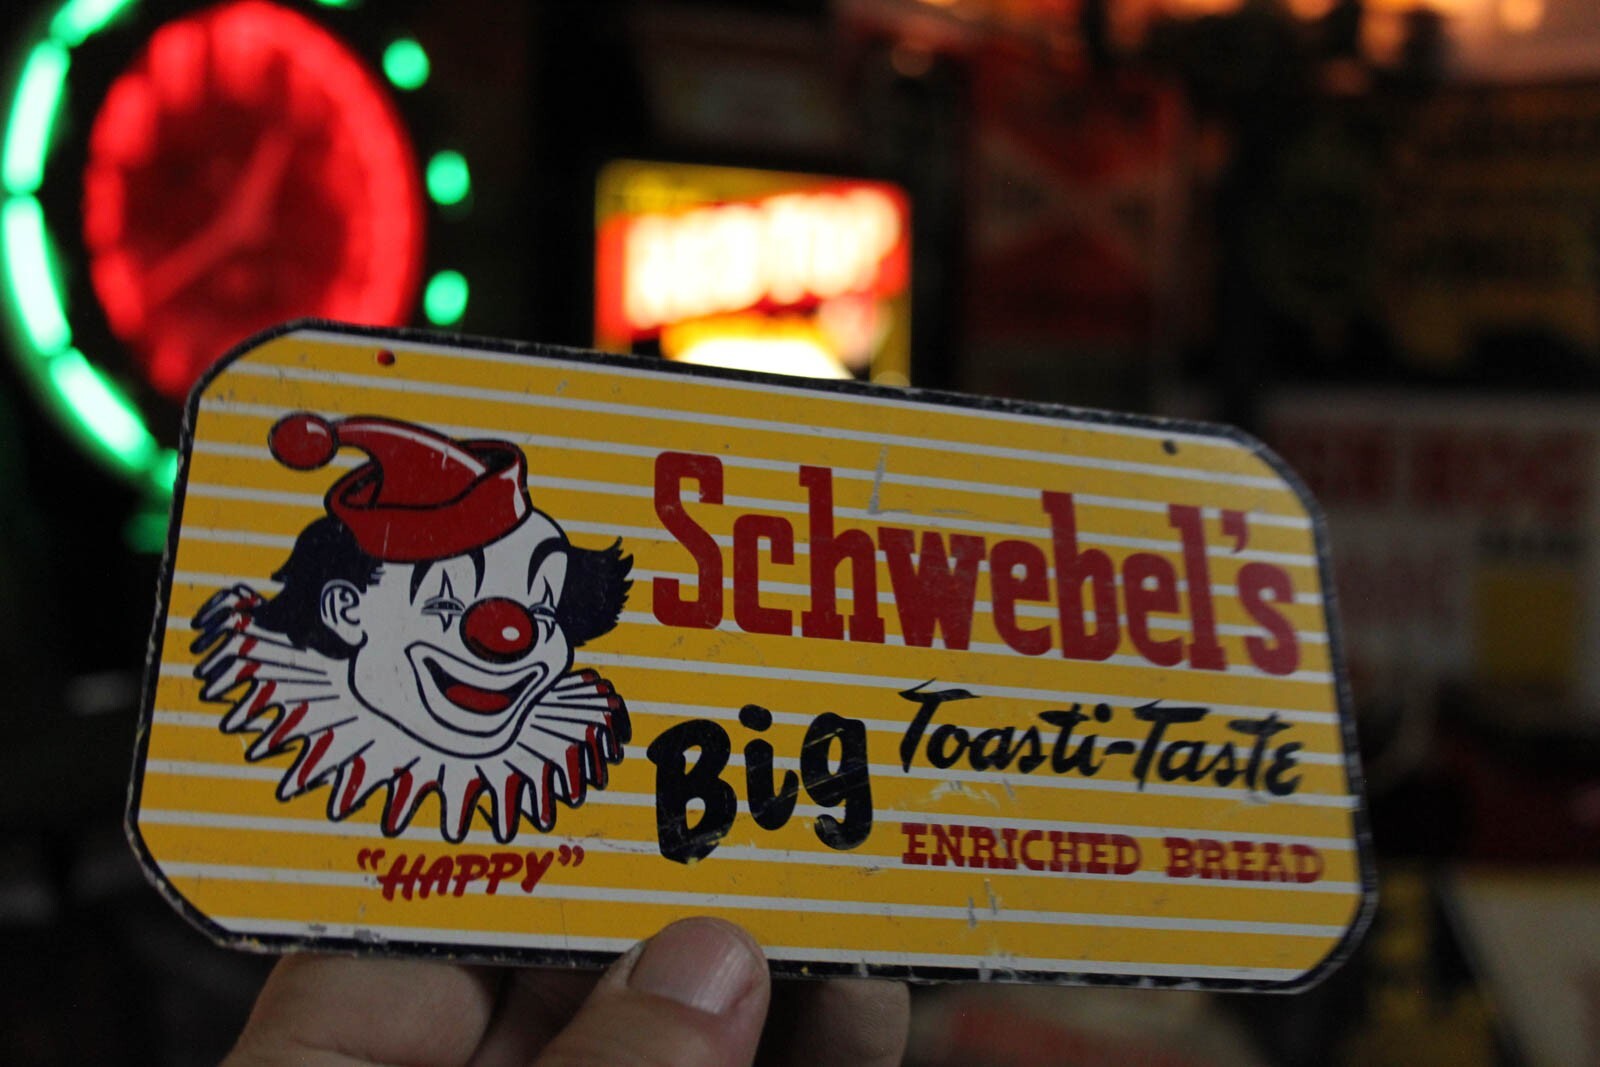 Schwebel's
Big Toasti-Taste
ENRICHED BREAD
"HAPPY"